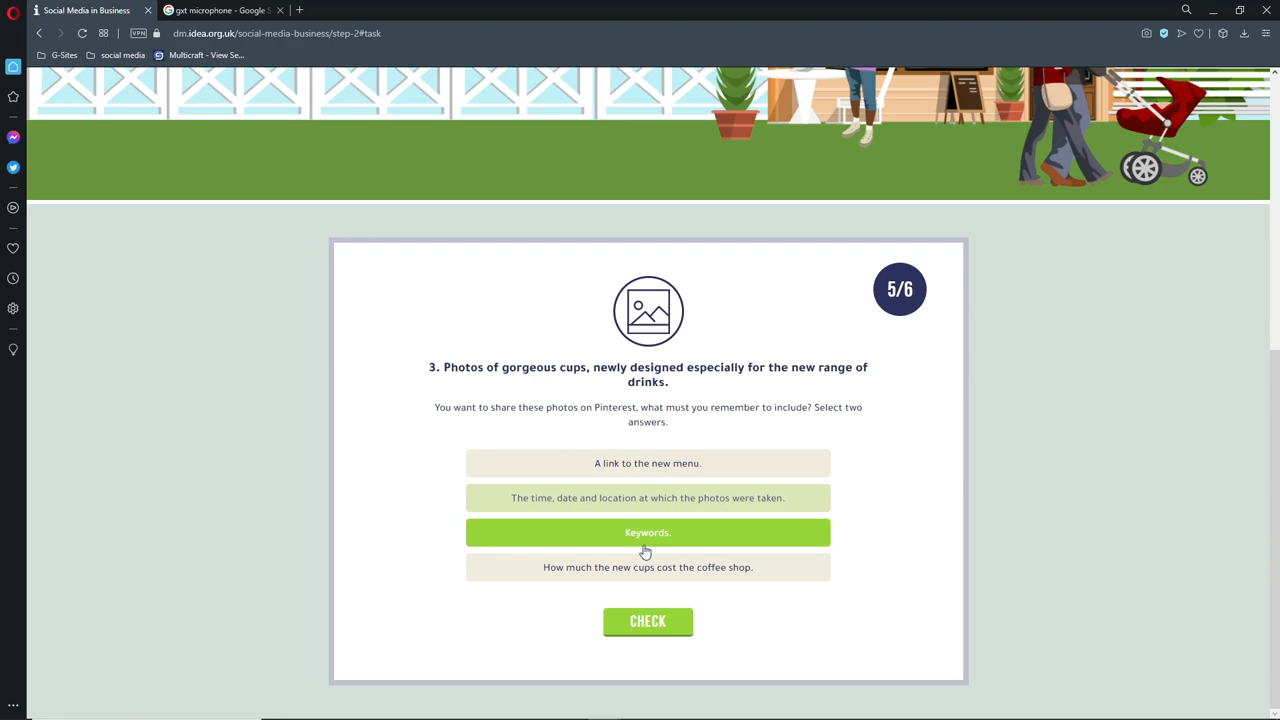 Social Media in Business
gxt microphone - Google S
VPN
dm.idea.org.uk/social-media-business/step-2#task
G-Sites
social media
Multicraft - View Se...
5/6
3. Photos of gorgeous cups, newly designed especially for the new range of
drinks.
You want to share these photos on Pinterest, what must you remember to include? Select two
answers.
A link to the new menu.
The time, date and location at which the photos were taken.
Keywords.
How much the new cups cost the coffee shop.
CHECK